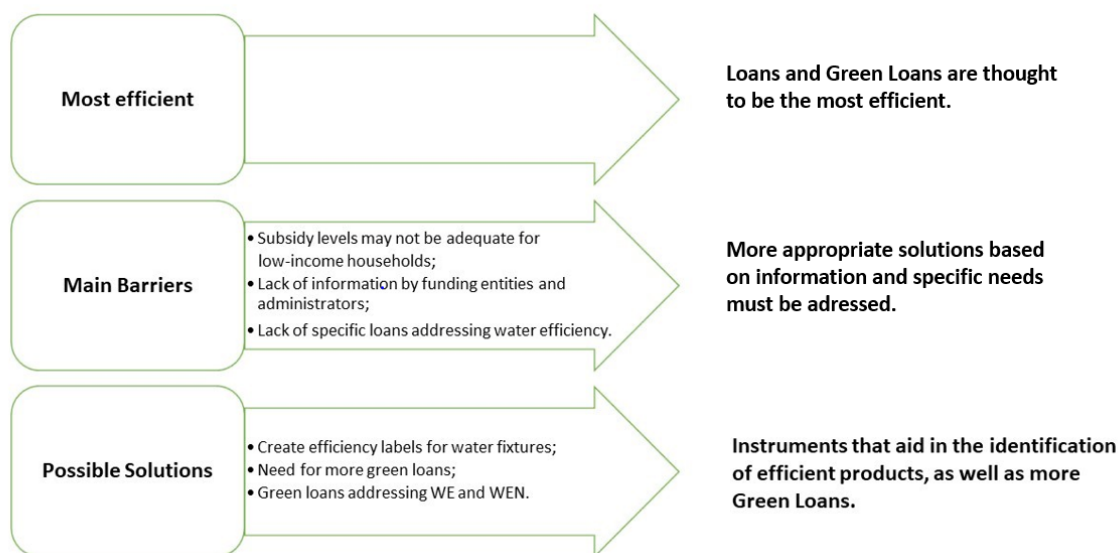 Most efficient
Loans and Green Loans are thought
to be the most efficient.
Main Barriers
• Subsidy levels may not be adequate for
low-income households;
• Lack of information by funding entities and
administrators;
• Lack of specific loans addressing water efficiency.
More appropriate solutions based
on information and specific needs
must be adressed.
Possible Solutions
• Create efficiency labels for water fixtures;
• Need for more green loans;
• Green loans addressing WE and WEN.
Instruments that aid in the identification
of efficient products, as well as more
Green Loans.